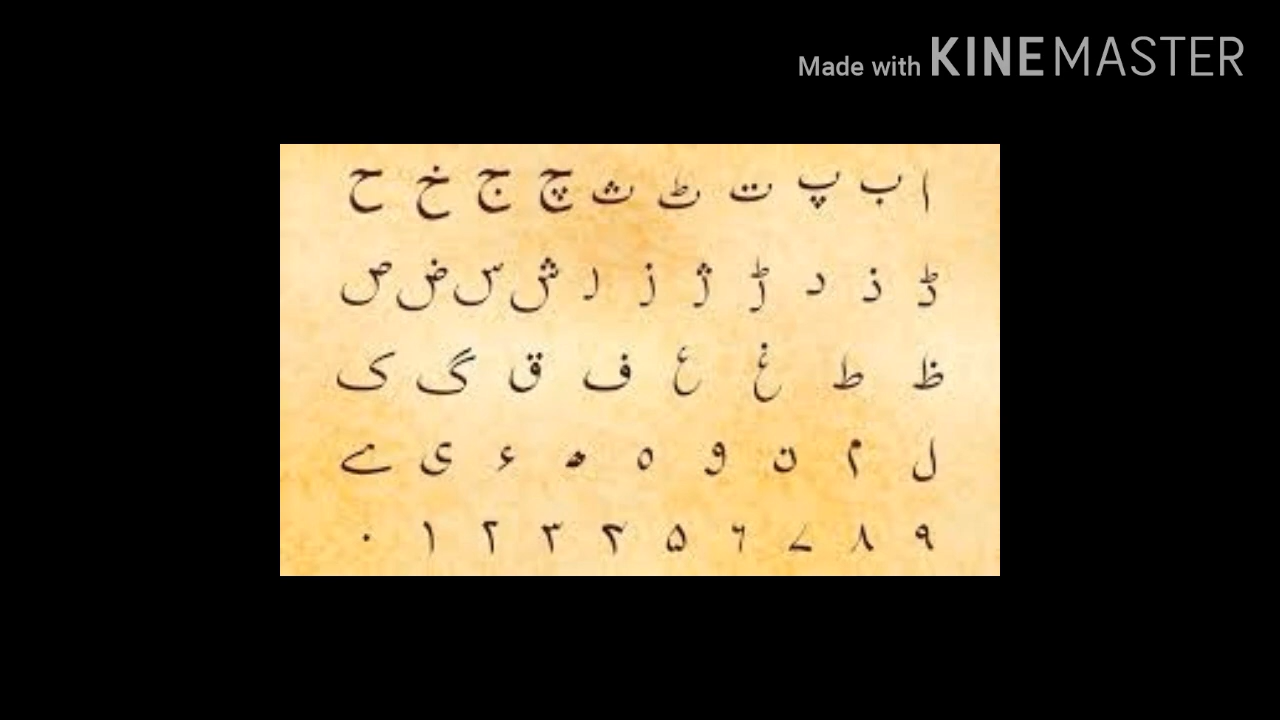 Made with KINEMASTER
ا ب پ ت ٹ ث چ ج خ ح
ڈ ذ د ڑ ژ ز ر ش س ض ص
ظ ط غ ع ف ق گ ک
ل م ن و ہ ھ ء ی ے
۰ ۱ ۲ ۳ ۴ ۵ ۶ ۷ ۸ ۹